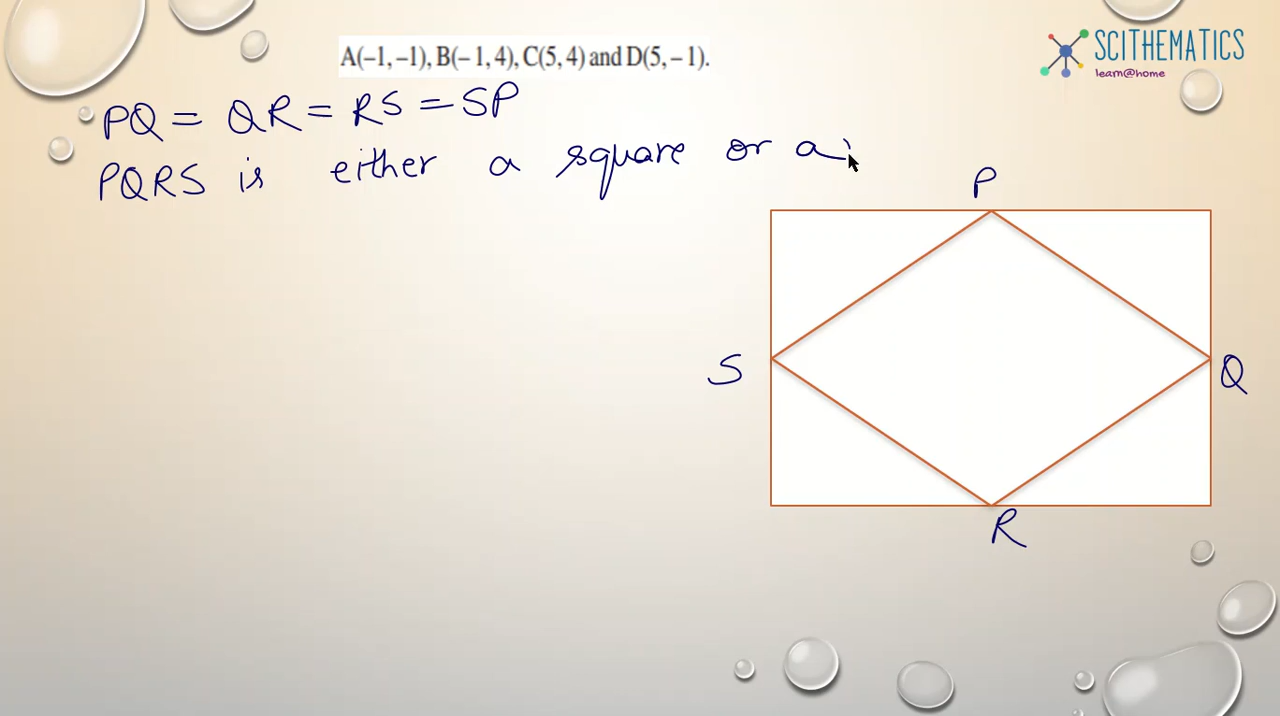 A(–1, –1), B(– 1, 4), C(5, 4) and D(5, – 1).
SCITHEMATICS
learn@home
PQ = QR = RS = SP
PQRS is either a square or a
P
S
Q
R